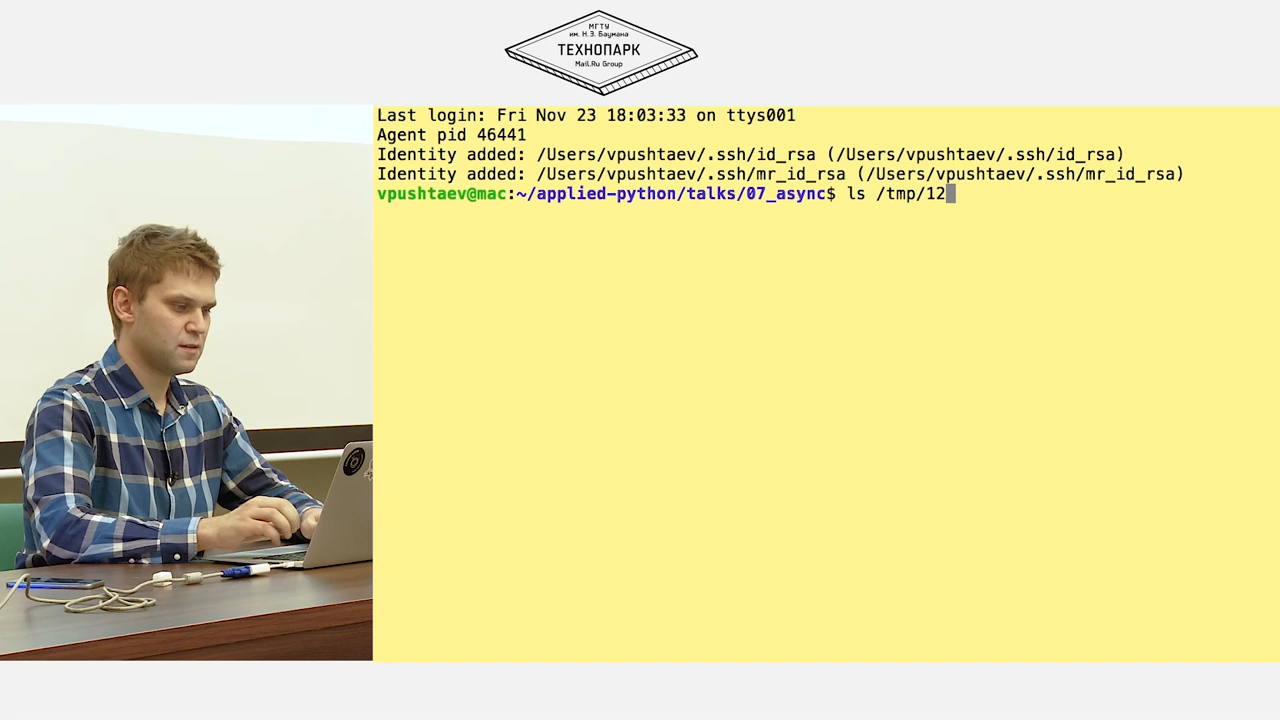 МГТУ
им. Н.Э. Баумана
ТЕХНОПАРК
Mail.Ru Group
Last login: Fri Nov 23 18:03:33 on ttys001
Agent pid 46441
Identity added: /Users/vpushtaev/.ssh/id_rsa (/Users/vpushtaev/.ssh/id_rsa)
Identity added: /Users/vpushtaev/.ssh/mr_id_rsa (/Users/vpushtaev/.ssh/mr_id_rsa)
vpushtaev@mac:~/applied-python/talks/07_async$ ls /tmp/12